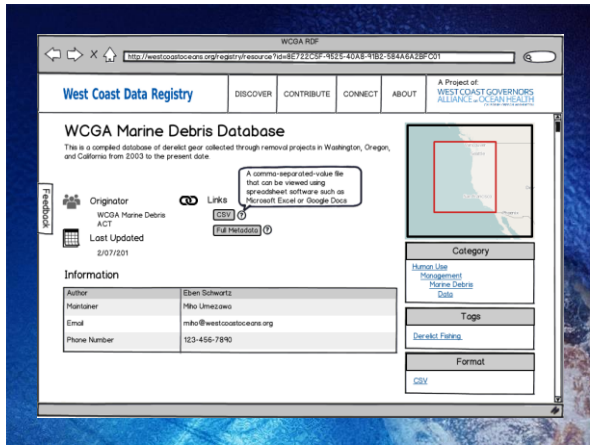 WCGA RDF
http://westcoastoceans.org/registry/resource?id=8E722C5F-9525-40A8-91B2-584A6A2BFC01
West Coast Data Registry
DISCOVER
CONTRIBUTE
CONNECT
ABOUT
A Project of:
WEST COAST GOVERNORS
ALLIANCE on OCEAN HEALTH
WCGA Marine Debris Database
This is a compiled database of derelict gear collected through removal projects in Washington, Oregon,
and California from 2003 to the present date.
Feedback
Originator
WCGA Marine Debris
ACT
Last Updated
2/07/201
Links
CSV ?
Full Metadata ?
A comma-separated-value file
that can be viewed using
spreadsheet software such as
Microsoft Excel or Google Docs
Information
Author Eben Schwartz
Maintainer Miho Umezawa
Email miho@westcoastoceans.org
Phone Number 123-456-7890
Category
Human Use
Management
Marine Debris
Data
Tags
Derelict Fishing
Format
CSV